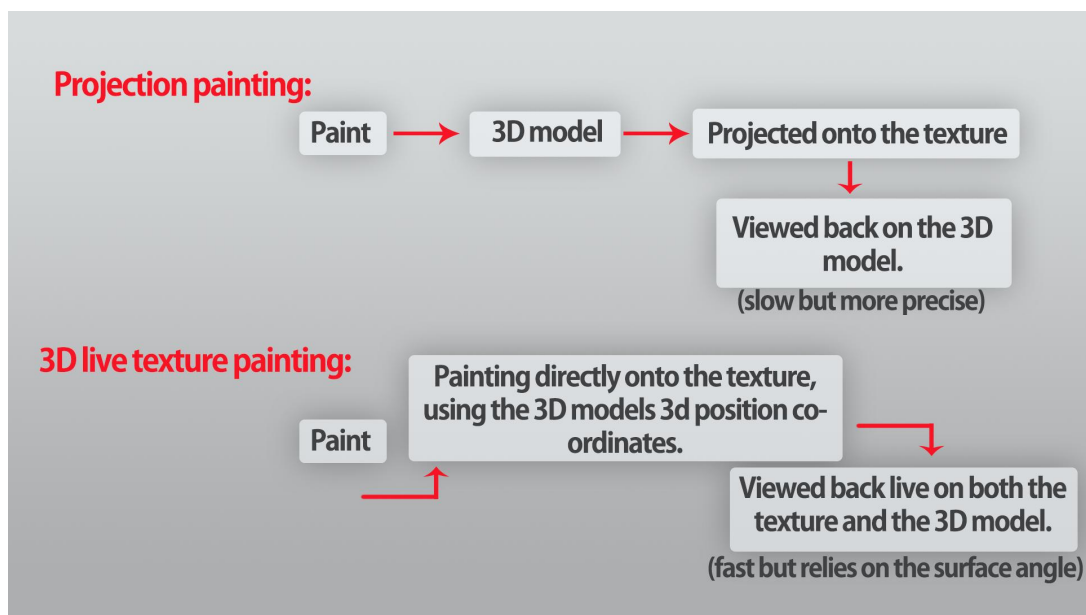 Projection painting:
Paint
3D model
Projected onto the texture
Viewed back on the 3D
model.
(slow but more precise)
3D live texture painting:
Painting directly onto the texture,
using the 3D models 3d position co-
ordinates.
Paint
Viewed back live on both the
texture and the 3D model.
(fast but relies on the surface angle)